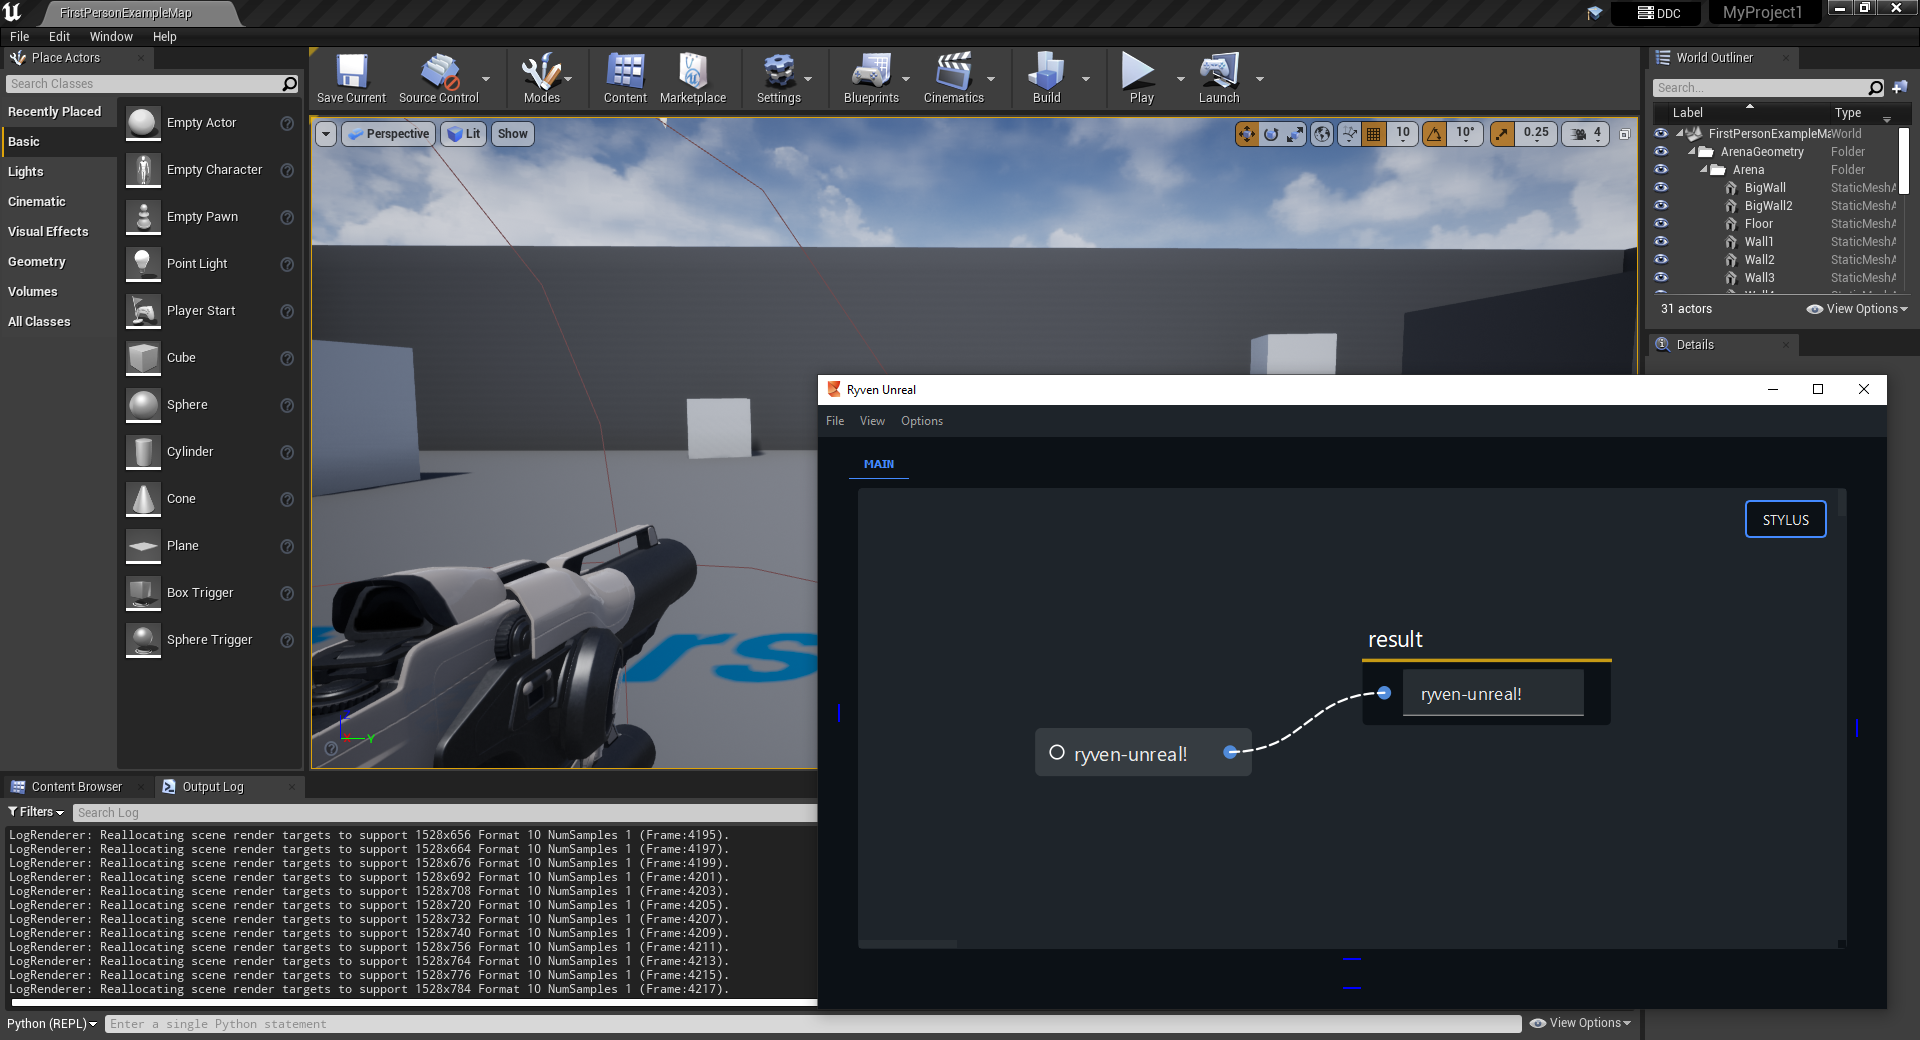 FirstPersonExampleMap
DDC
MyProject1
File Edit Window Help
Place Actors
Search Classes
Recently Placed
Basic
Lights
Cinematic
Visual Effects
Geometry
Volumes
All Classes
Empty Actor
Empty Character
Empty Pawn
Point Light
Player Start
Cube
Sphere
Cylinder
Cone
Plane
Box Trigger
Sphere Trigger
Save Current
Source Control
Modes
Content
Marketplace
Settings
Blueprints
Cinematics
Build
Play
Launch
Perspective
Lit
Show
10
10°
0.25
4
World Outliner
Search...
Label Type
FirstPersonExampleMa World
ArenaGeometry Folder
Arena Folder
BigWall StaticMeshA
BigWall2 StaticMeshA
Floor StaticMeshA
Wall1 StaticMeshA
Wall2 StaticMeshA
Wall3 StaticMeshA
31 actors
View Options
Details
Z
Y
Ryven Unreal
File View Options
MAIN
STYLUS
result
ryven-unreal!
ryven-unreal!
Content Browser
Output Log
Filters
Search Log
LogRenderer: Reallocating scene render targets to support 1528x656 Format 10 NumSamples 1 (Frame:4195).
LogRenderer: Reallocating scene render targets to support 1528x664 Format 10 NumSamples 1 (Frame:4197).
LogRenderer: Reallocating scene render targets to support 1528x676 Format 10 NumSamples 1 (Frame:4199).
LogRenderer: Reallocating scene render targets to support 1528x692 Format 10 NumSamples 1 (Frame:4201).
LogRenderer: Reallocating scene render targets to support 1528x708 Format 10 NumSamples 1 (Frame:4203).
LogRenderer: Reallocating scene render targets to support 1528x720 Format 10 NumSamples 1 (Frame:4205).
LogRenderer: Reallocating scene render targets to support 1528x732 Format 10 NumSamples 1 (Frame:4207).
LogRenderer: Reallocating scene render targets to support 1528x740 Format 10 NumSamples 1 (Frame:4209).
LogRenderer: Reallocating scene render targets to support 1528x756 Format 10 NumSamples 1 (Frame:4211).
LogRenderer: Reallocating scene render targets to support 1528x764 Format 10 NumSamples 1 (Frame:4213).
LogRenderer: Reallocating scene render targets to support 1528x776 Format 10 NumSamples 1 (Frame:4215).
LogRenderer: Reallocating scene render targets to support 1528x784 Format 10 NumSamples 1 (Frame:4217).
Python (REPL)
Enter a single Python statement
View Options